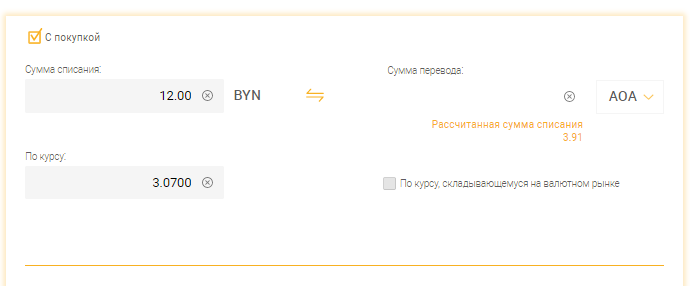 С покупкой
Сумма списания:
Сумма перевода:
12.00 BYN
AOA
Рассчитанная сумма списания
3.91
По курсу:
3.0700
По курсу, складывающемуся на валютном рынке